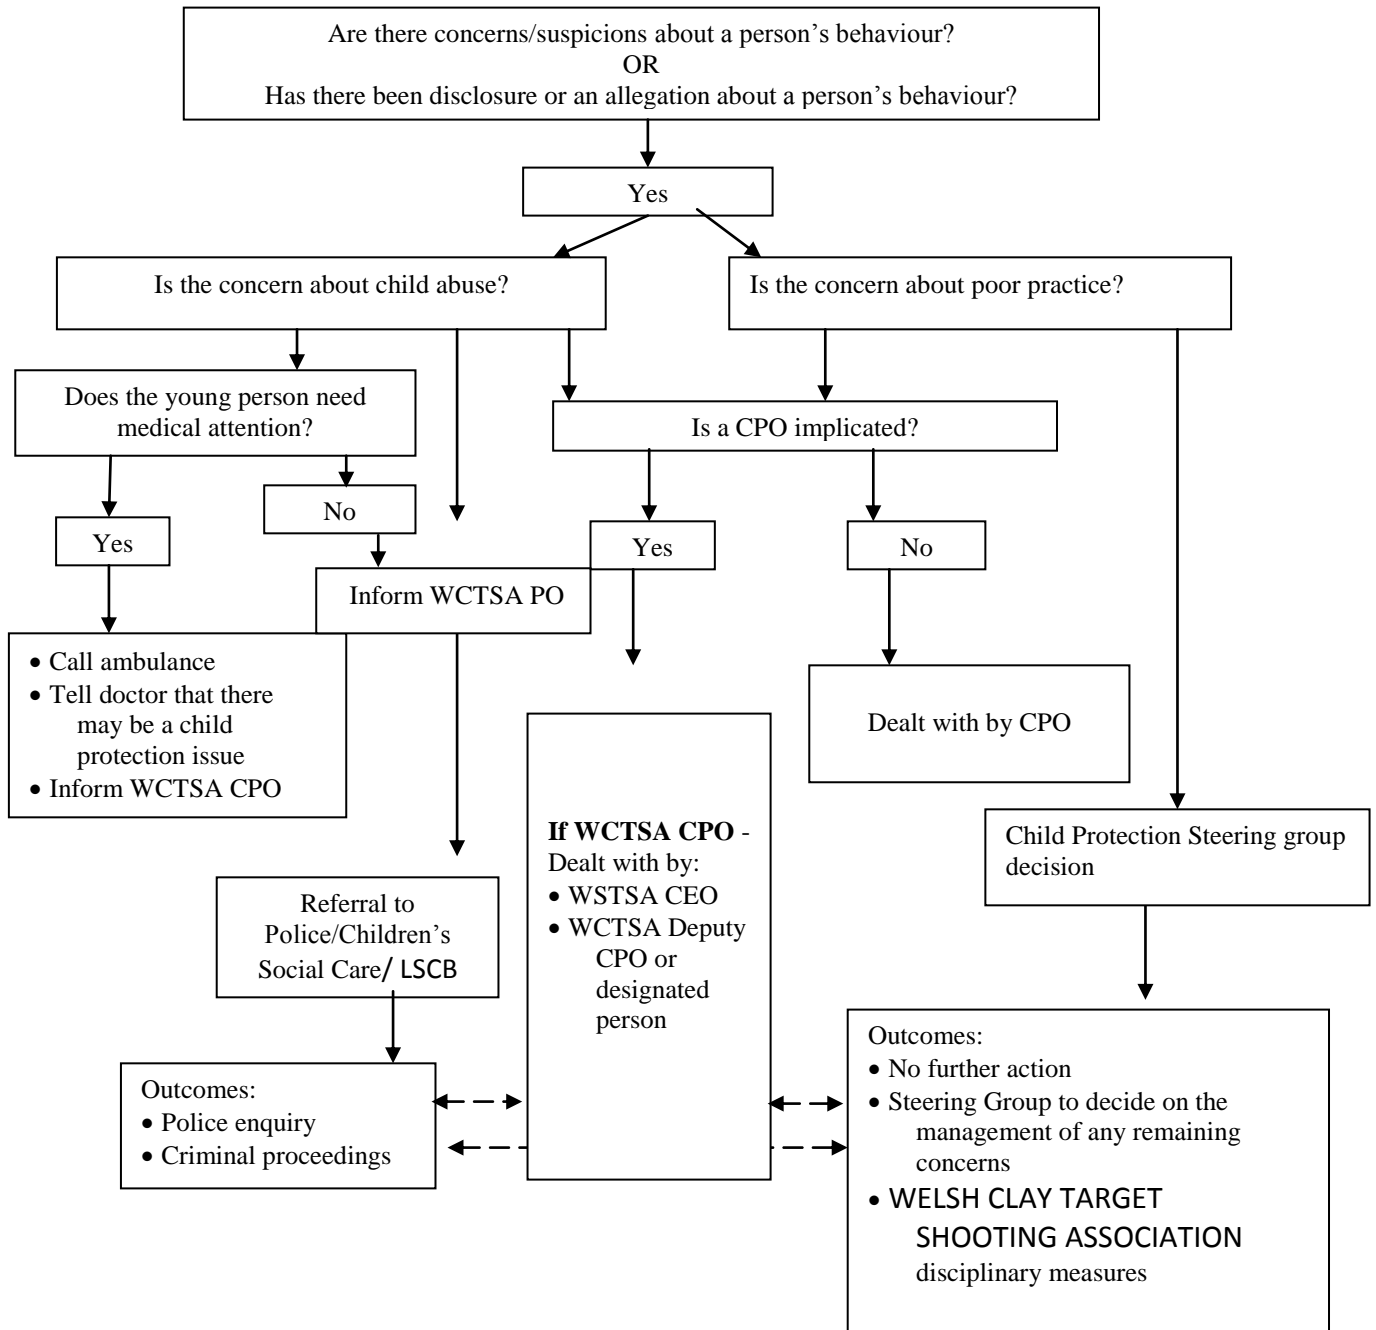 Are there concerns/suspicions about a person's behaviour?
OR
Has there been disclosure or an allegation about a person's behaviour?
Yes
Is the concern about child abuse?
Is the concern about poor practice?
Does the young person need
medical attention?
Is a CPO implicated?
No
Yes
Yes
No
Inform WCTSA PO
• Call ambulance
• Tell doctor that there
may be a child
protection issue
• Inform WCTSA CPO
Dealt with by CPO
If WCTSA CPO -
Dealt with by:
• WSTSA CEO
• WCTSA Deputy
CPO or
designated
person
Child Protection Steering group
decision
Referral to
Police/Children's
Social Care/ LSCB
Outcomes:
• Police enquiry
• Criminal proceedings
Outcomes:
• No further action
• Steering Group to decide on the
management of any remaining
concerns
• WELSH CLAY TARGET
SHOOTING ASSOCIATION
disciplinary measures